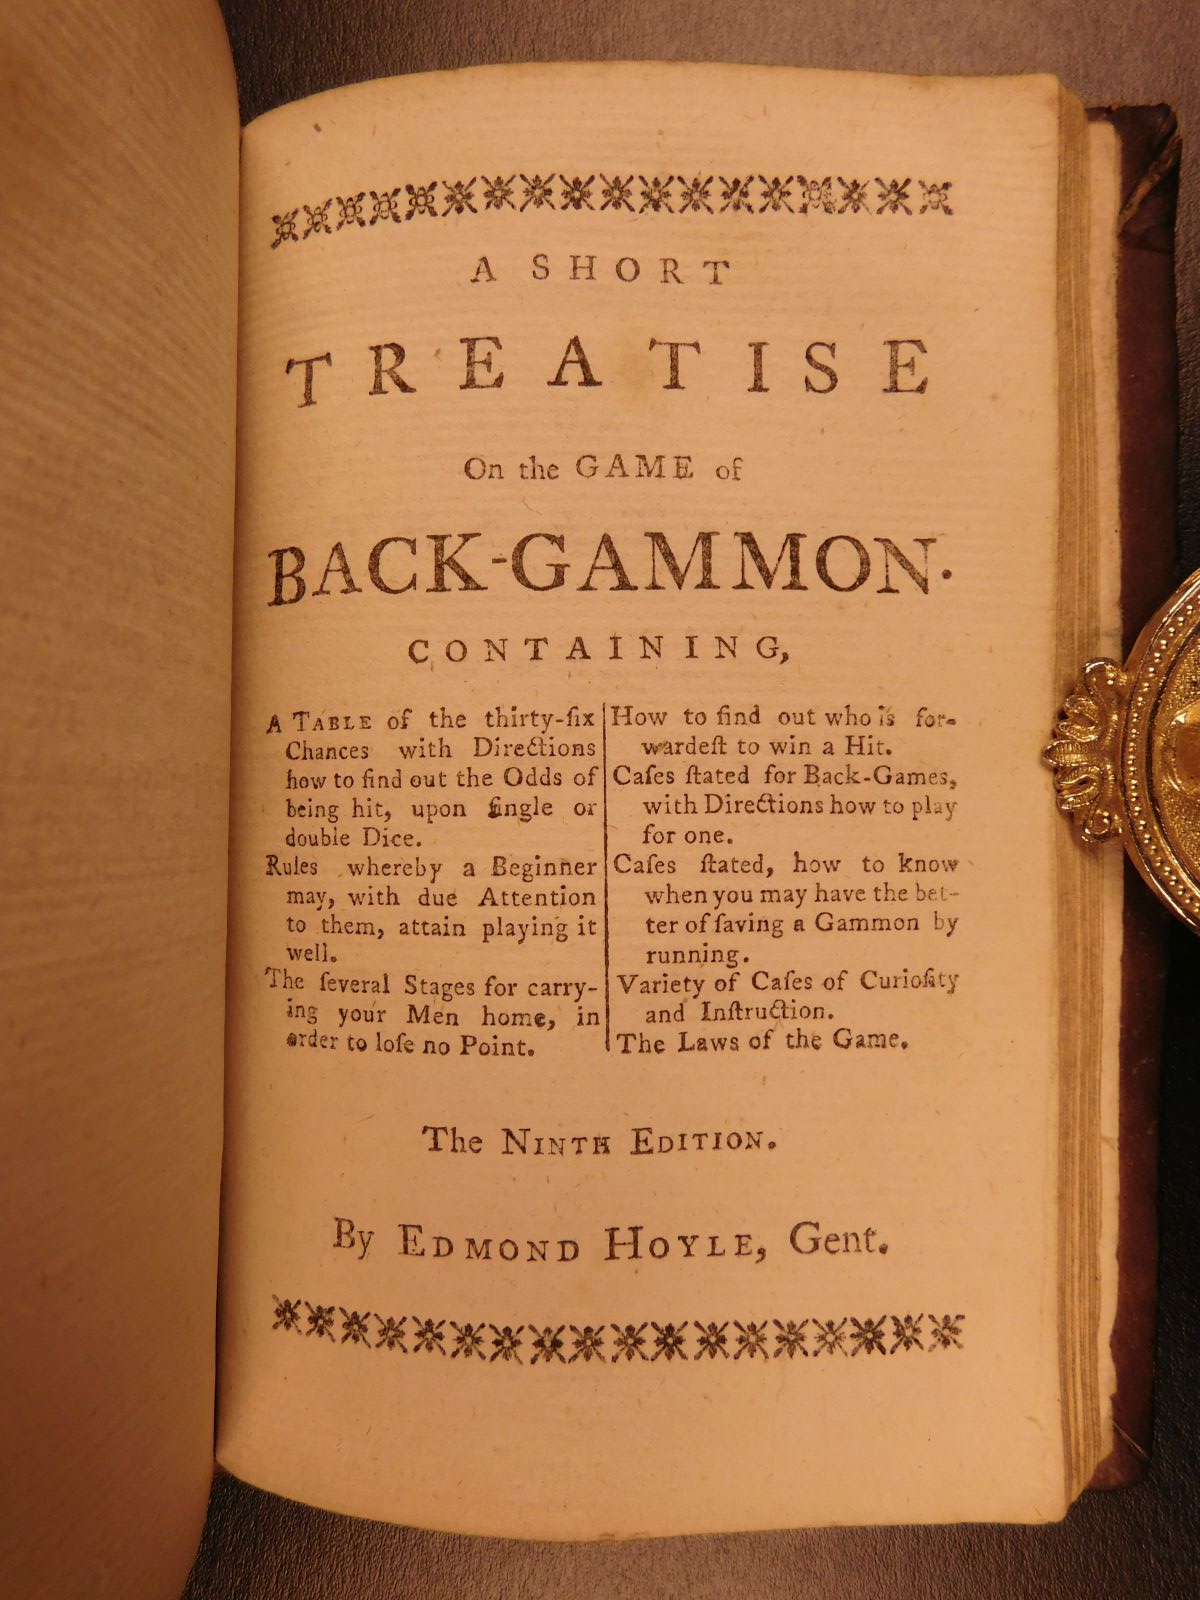 A SHORT
TREATISE
On the GAME of
BACK-GAMMON.
CONTAINING,
A TABLE of the thirty-ſix
Chances with Directions
how to find out the Odds of
being hit, upon ſingle or
double Dice.
Rules whereby a Beginner
may, with due Attention
to them, attain playing it
well.
The ſeveral Stages for carry-
ing your Men home, in
order to loſe no Point.
How to find out who is for-
wardeſt to win a Hit.
Caſes ſtated for Back-Games,
with Directions how to play
for one.
Caſes ſtated, how to know
when you may have the bet-
ter of ſaving a Gammon by
running.
Variety of Caſes of Curioſity
and Inſtruction.
The Laws of the Game.
The NINTH EDITION.
By EDMOND HOYLE, Gent.